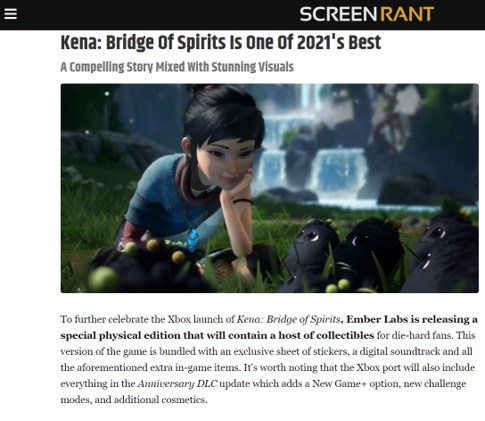 SCREENRANT
Kena: Bridge Of Spirits Is One Of 2021's Best
A Compelling Story Mixed With Stunning Visuals
To further celebrate the Xbox launch of Kena: Bridge of Spirits, Ember Labs is releasing a
special physical edition that will contain a host of collectibles for die-hard fans. This
version of the game is bundled with an exclusive sheet of stickers, a digital soundtrack and all
the aforementioned extra in-game items. It's worth noting that the Xbox port will also include
everything in the Anniversary DLC update which adds a New Game+ option, new challenge
modes, and additional cosmetics.